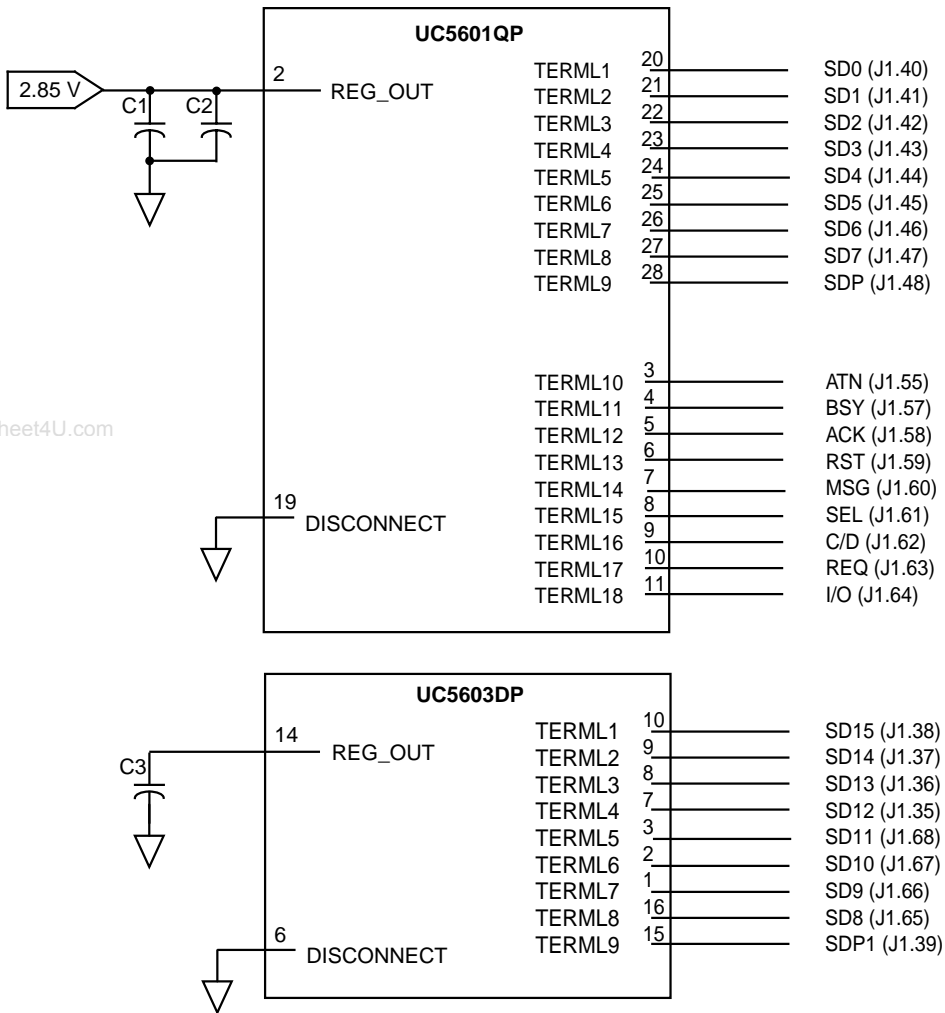 UC5601QP
2.85 V
C1
C2
2
REG_OUT
TERML1 20 SD0 (J1.40)
TERML2 21 SD1 (J1.41)
TERML3 22 SD2 (J1.42)
TERML4 23 SD3 (J1.43)
TERML5 24 SD4 (J1.44)
TERML6 25 SD5 (J1.45)
TERML7 26 SD6 (J1.46)
TERML8 27 SD7 (J1.47)
TERML9 28 SDP (J1.48)
TERML10 3 ATN (J1.55)
TERML11 4 BSY (J1.57)
TERML12 5 ACK (J1.58)
TERML13 6 RST (J1.59)
TERML14 7 MSG (J1.60)
TERML15 8 SEL (J1.61)
TERML16 9 C/D (J1.62)
TERML17 10 REQ (J1.63)
TERML18 11 I/O (J1.64)
heet4U.com
19
DISCONNECT
UC5603DP
C3
14
REG_OUT
TERML1 10 SD15 (J1.38)
TERML2 9 SD14 (J1.37)
TERML3 8 SD13 (J1.36)
TERML4 7 SD12 (J1.35)
TERML5 3 SD11 (J1.68)
TERML6 2 SD10 (J1.67)
TERML7 1 SD9 (J1.66)
TERML8 16 SD8 (J1.65)
TERML9 15 SDP1 (J1.39)
6
DISCONNECT